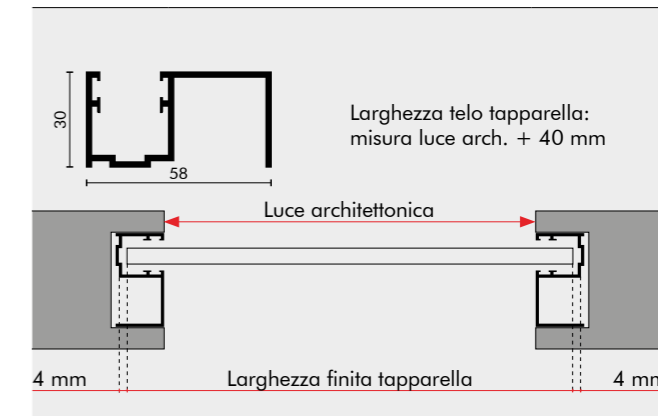 30
58
Larghezza telo tapparella:
misura luce arch. + 40 mm
Luce architettonica
4 mm
Larghezza finita tapparella
4 mm